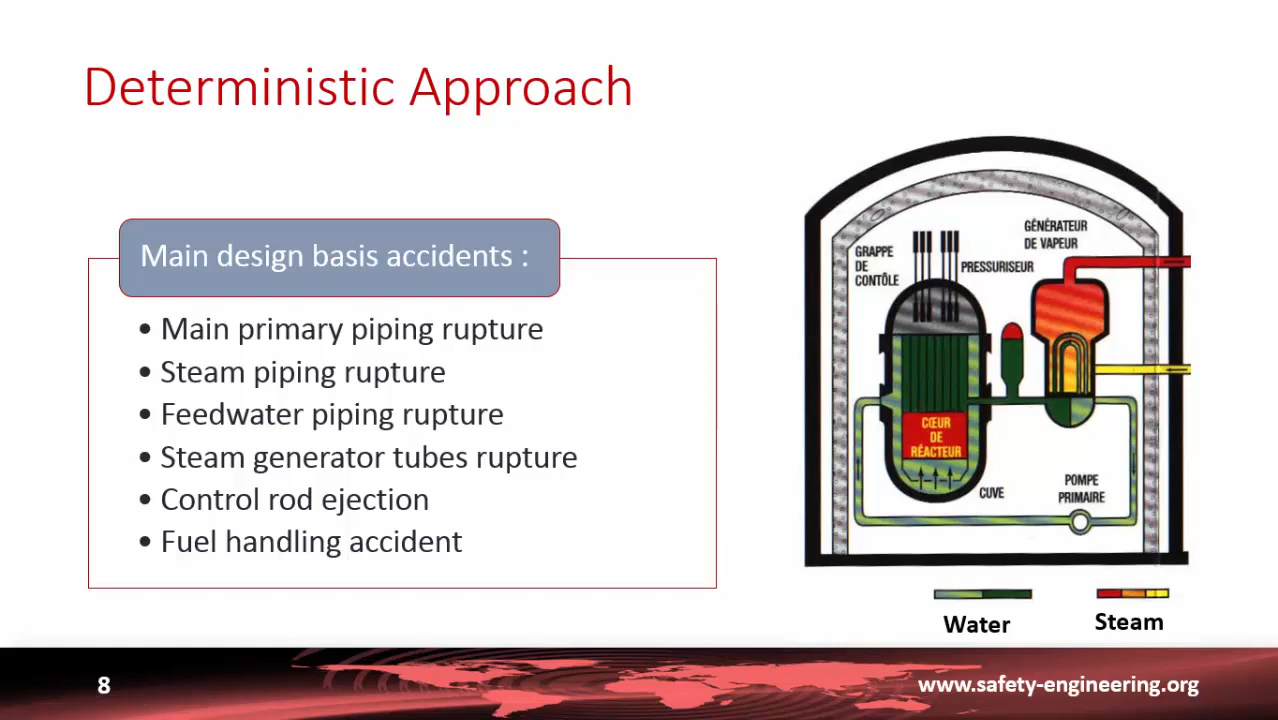 Deterministic Approach
Main design basis accidents :
• Main primary piping rupture
• Steam piping rupture
• Feedwater piping rupture
• Steam generator tubes rupture
• Control rod ejection
• Fuel handling accident
GRAPPE
DE
CONTÔLE
PRESSURISEUR
GÉNÉRATEUR
DE VAPEUR
CŒUR
DE
RÉACTEUR
CUVE
POMPE
PRIMAIRE
Water
Steam
8
www.safety-engineering.org